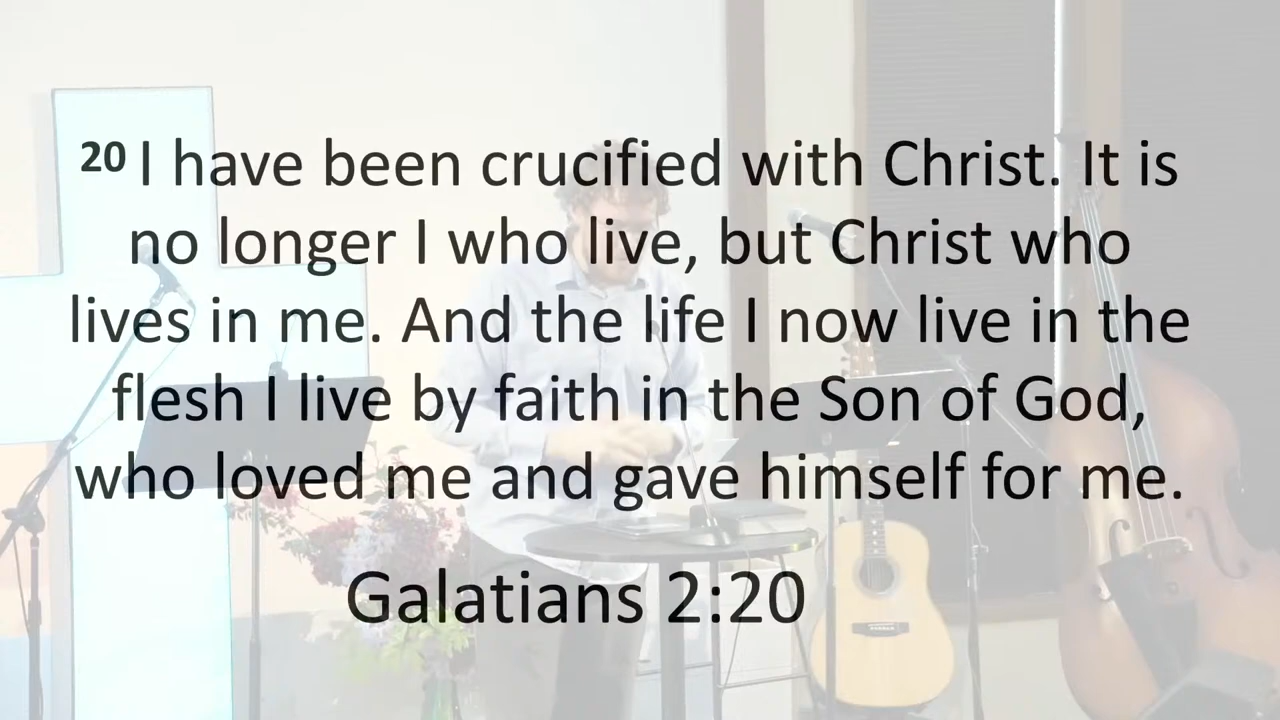 20 I have been crucified with Christ. It is
no longer I who live, but Christ who
lives in me. And the life I now live in the
flesh I live by faith in the Son of God,
who loved me and gave himself for me.
Galatians 2:20